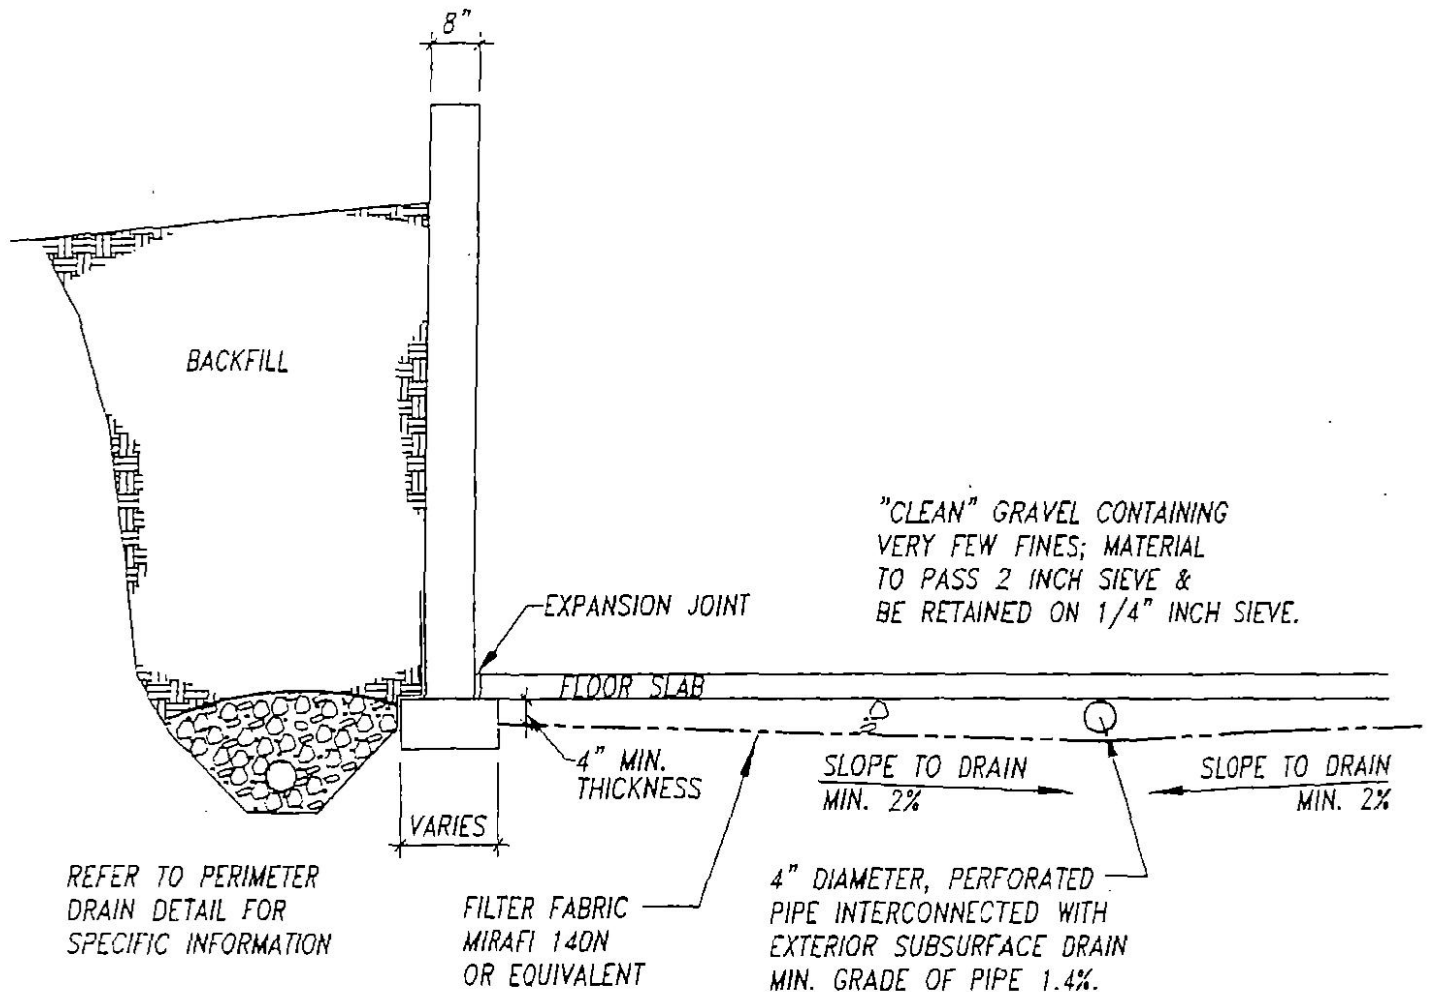 8"
BACKFILL
"CLEAN" GRAVEL CONTAINING
VERY FEW FINES; MATERIAL
TO PASS 2 INCH SIEVE &
BE RETAINED ON 1/4" INCH SIEVE.
EXPANSION JOINT
FLOOR SLAB
4" MIN.
THICKNESS
SLOPE TO DRAIN
MIN. 2%
SLOPE TO DRAIN
MIN. 2%
VARIES
REFER TO PERIMETER
DRAIN DETAIL FOR
SPECIFIC INFORMATION
FILTER FABRIC
MIRAFI 140N
OR EQUIVALENT
4" DIAMETER, PERFORATED
PIPE INTERCONNECTED WITH
EXTERIOR SUBSURFACE DRAIN
MIN. GRADE OF PIPE 1.4%.